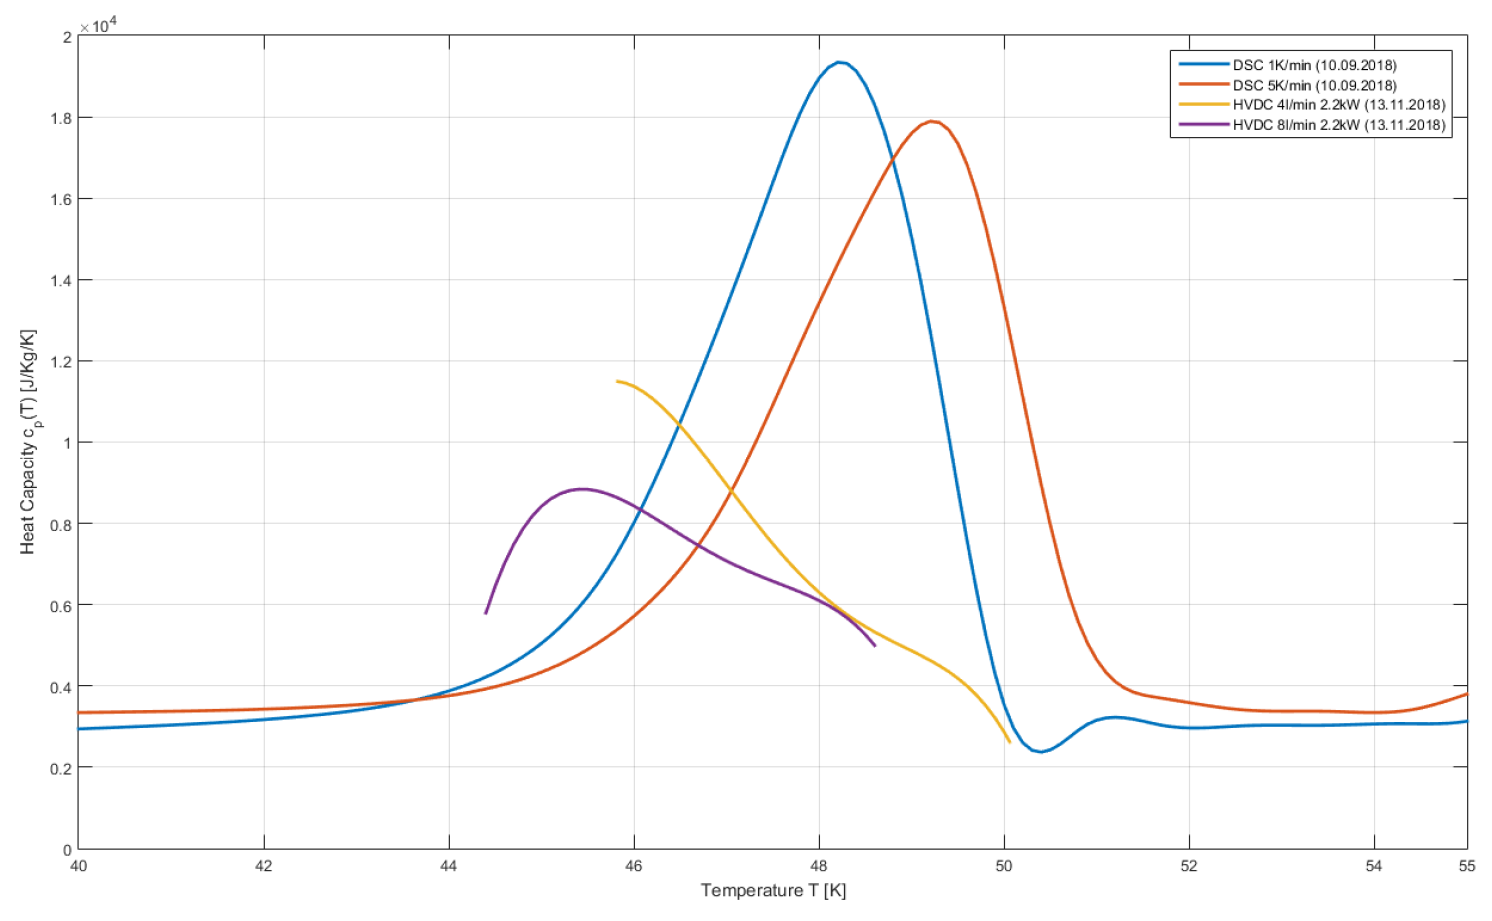 ×10⁴
2
1.8
1.6
1.4
1.2
1
0.8
0.6
0.4
0.2
0
Heat Capacity c_p(T) [J/Kg/K]
DSC 1K/min (10.09.2018)
DSC 5K/min (10.09.2018)
HVDC 4l/min 2.2kW (13.11.2018)
HVDC 8l/min 2.2kW (13.11.2018)
40 42 44 46 48 50 52 54 55
Temperature T [K]